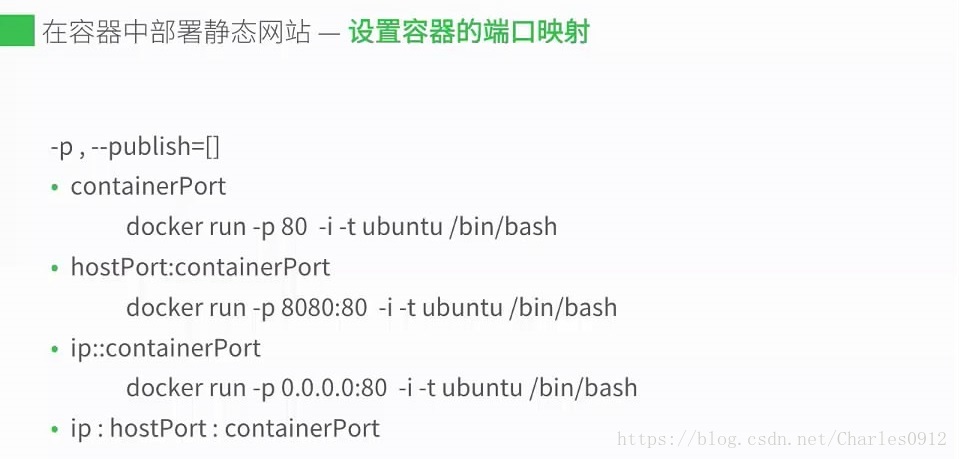 在容器中部署静态网站 — 设置容器的端口映射
-p , --publish=[]
• containerPort
docker run -p 80 -i -t ubuntu /bin/bash
• hostPort:containerPort
docker run -p 8080:80 -i -t ubuntu /bin/bash
• ip::containerPort
docker run -p 0.0.0.0:80 -i -t ubuntu /bin/bash
• ip : hostPort : containerPort
https://blog.csdn.net/Charles0912